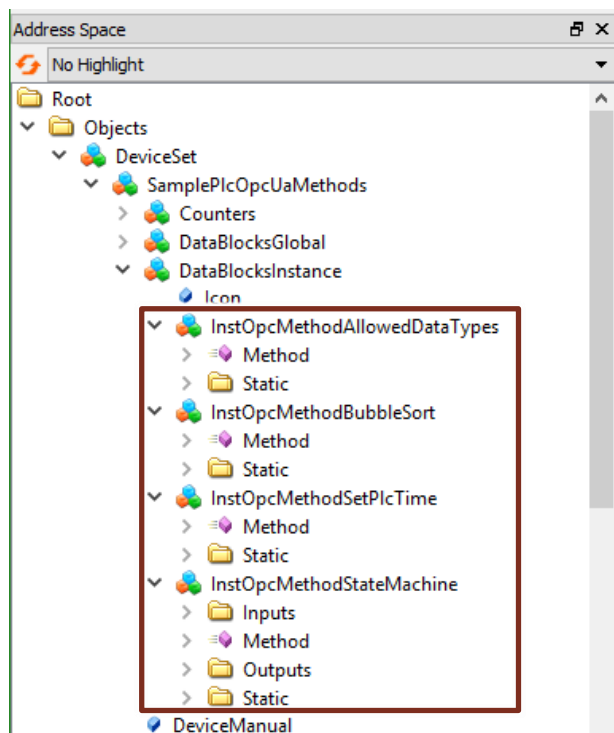 Address Space
No Highlight
Root
Objects
DeviceSet
SamplePlcOpcUaMethods
Counters
DataBlocksGlobal
DataBlocksInstance
Icon
InstOpcMethodAllowedDataTypes
Method
Static
InstOpcMethodBubbleSort
Method
Static
InstOpcMethodSetPlcTime
Method
Static
InstOpcMethodStateMachine
Inputs
Method
Outputs
Static
DeviceManual